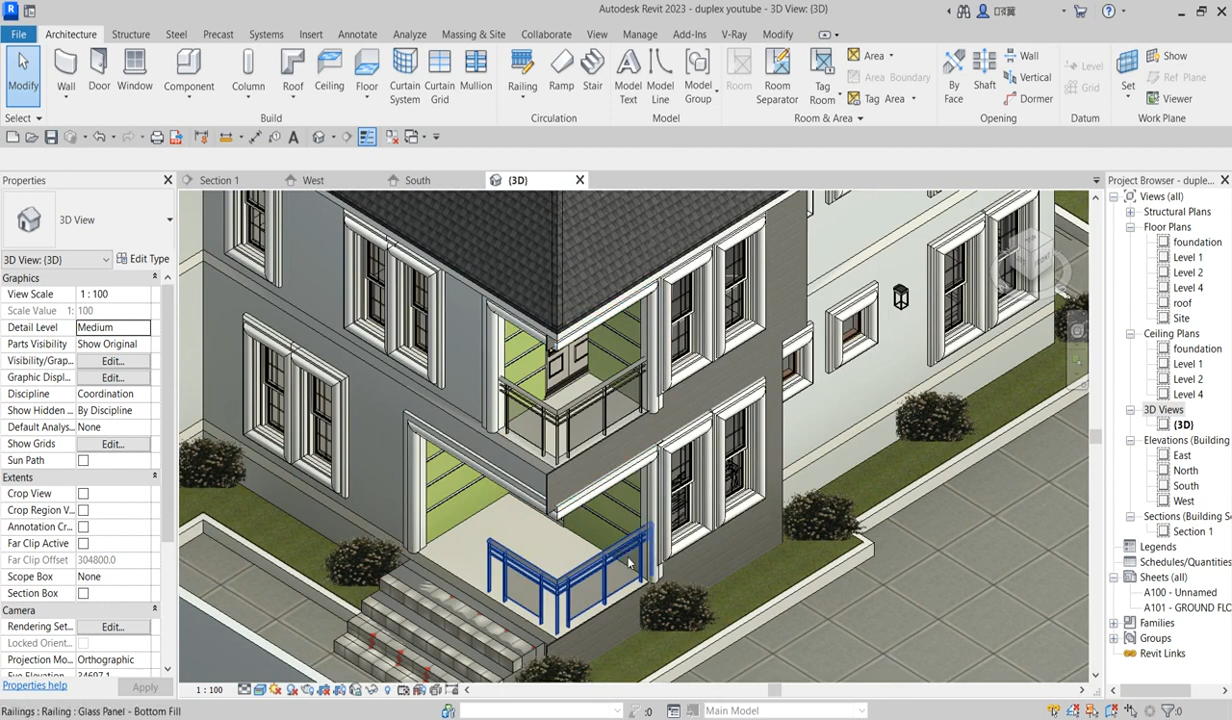 Autodesk Revit 2023 - duplex youtube - 3D View: {3D}
File Architecture Structure Steel Precast Systems Insert Annotate Analyze Massing & Site Collaborate View Manage Add-Ins V-Ray Modify
Modify Wall Door Window Component Column Roof Ceiling Floor Curtain System Curtain Grid Mullion Railing Ramp Stair Model Text Model Line Model Group Room Room Separator Tag Room
Area
Area Boundary
Tag Area
By Face Shaft
Wall
Vertical
Dormer
Level
Grid
Set
Show
Ref Plane
Viewer
Select Build Circulation Model Room & Area Opening Datum Work Plane
Properties
Section 1 West South {3D}
Project Browser - duple...
3D View
3D View: {3D} Edit Type
Graphics
View Scale 1 : 100
Scale Value 1: 100
Detail Level Medium
Parts Visibility Show Original
Visibility/Grap... Edit...
Graphic Displ... Edit...
Discipline Coordination
Show Hidden ... By Discipline
Default Analys... None
Show Grids Edit...
Sun Path
Extents
Crop View
Crop Region V...
Annotation Cr...
Far Clip Active
Far Clip Offset 304800.0
Scope Box None
Section Box
Camera
Rendering Set... Edit...
Locked Orient...
Projection Mo... Orthographic
Properties help Apply
Views (all)
Structural Plans
Floor Plans
foundation
Level 1
Level 2
Level 4
roof
Site
Ceiling Plans
foundation
Level 1
Level 2
Level 4
3D Views
{3D}
Elevations (Building
East
North
South
West
Sections (Building S
Section 1
Legends
Schedules/Quantities
Sheets (all)
A100 - Unnamed
A101 - GROUND FLO
Families
Groups
Revit Links
1 : 100
Railings : Railing : Glass Panel - Bottom Fill
:0 Main Model :0